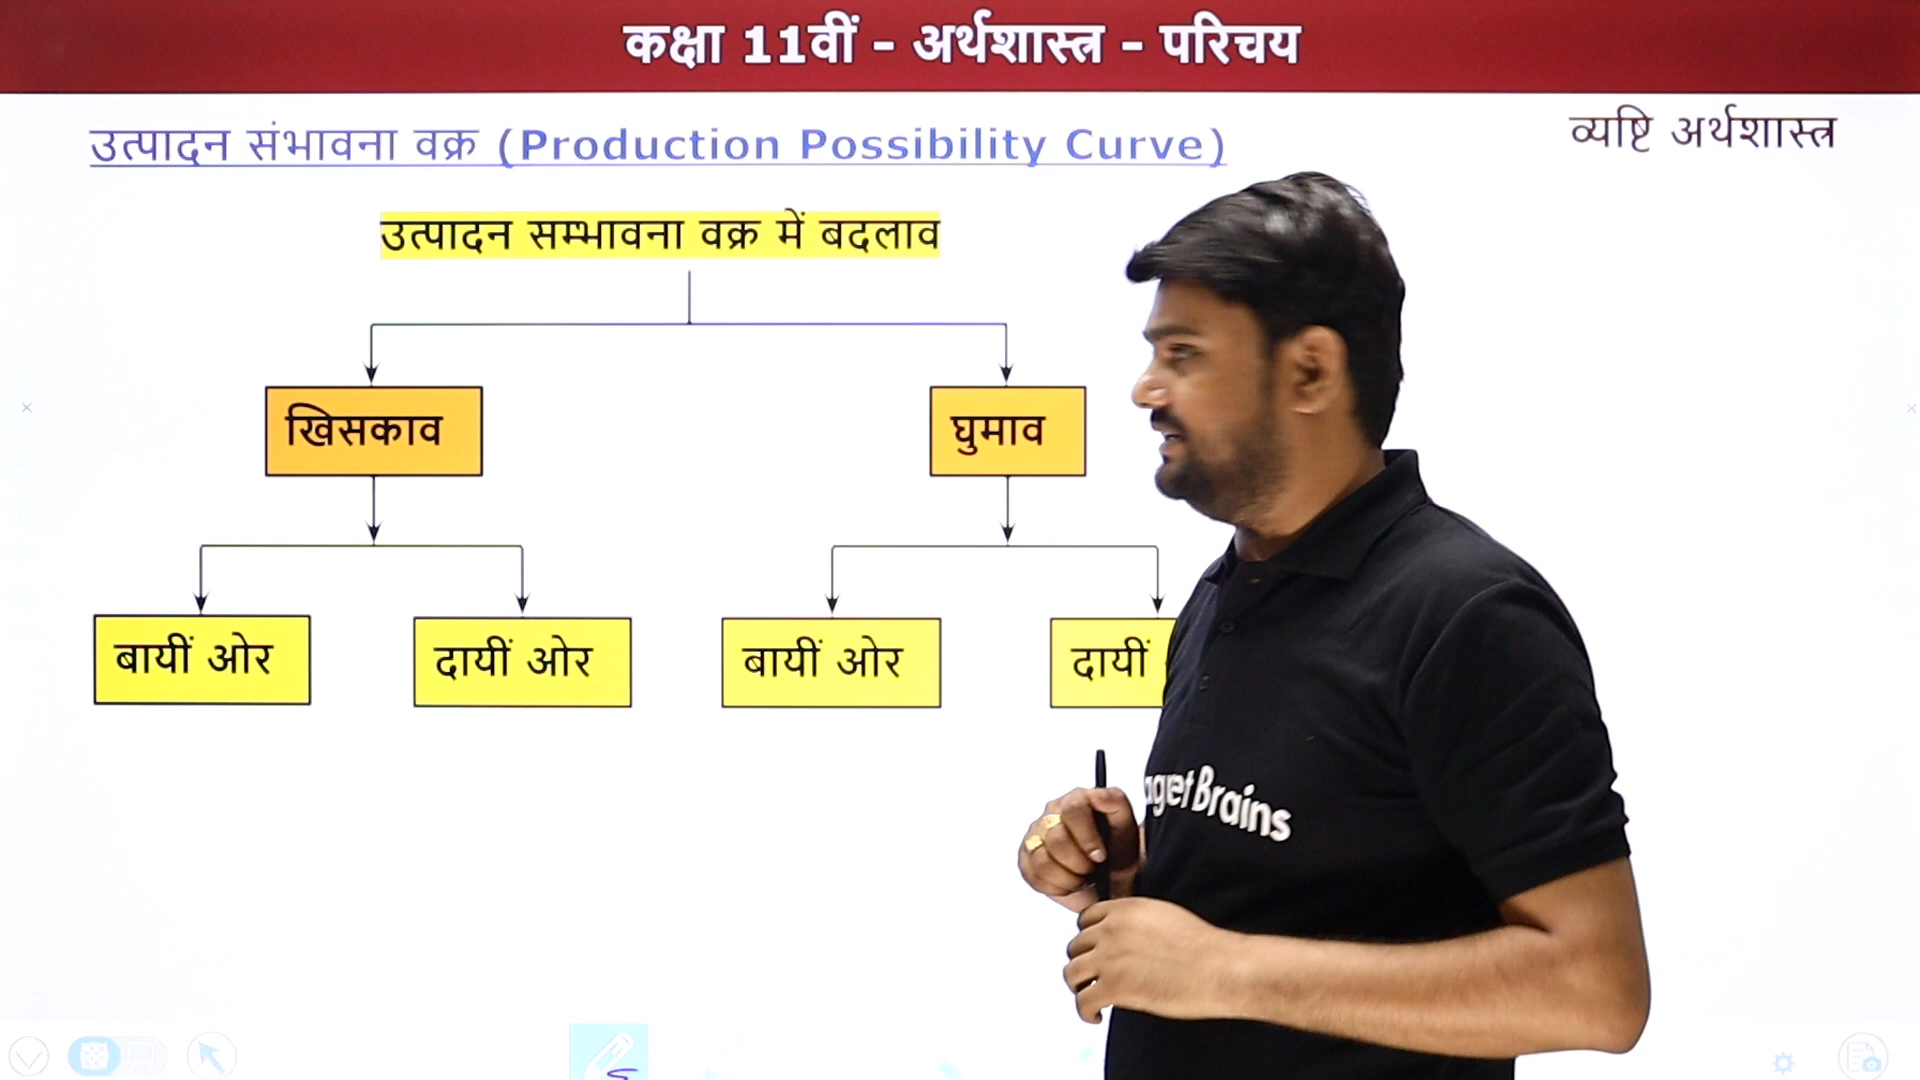 कक्षा 11वीं - अर्थशास्त्र - परिचय
उत्पादन संभावना वक्र (Production Possibility Curve)
व्यष्टि अर्थशास्त्र
उत्पादन सम्भावना वक्र में बदलाव
खिसकाव
घुमाव
बायीं ओर
दायीं ओर
बायीं ओर
दायीं
Brains